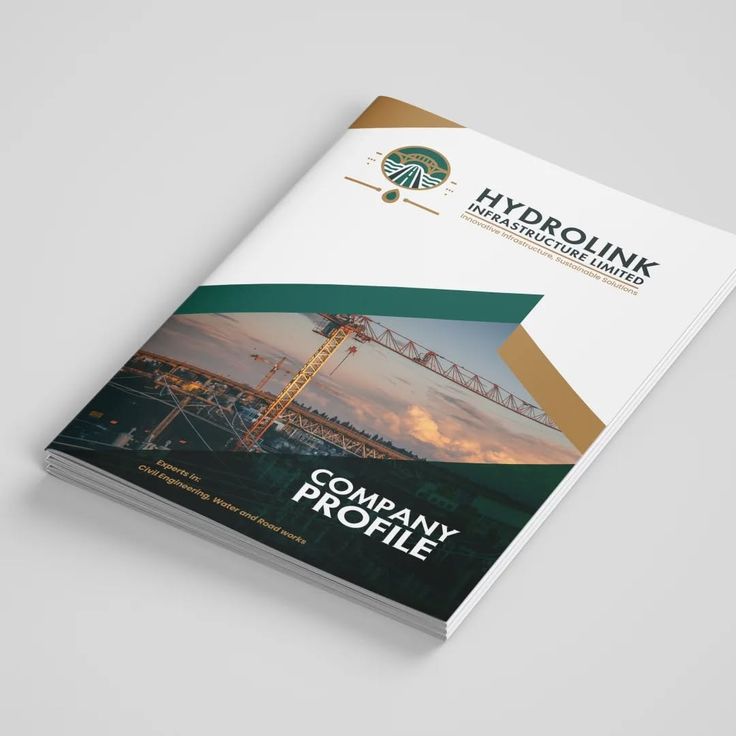 HYDROLINK
INFRASTRUCTURE LIMITED
Innovative Infrastructure, Sustainable Solutions
COMPANY
PROFILE
Experts in:
Civil Engineering, Water and Road works